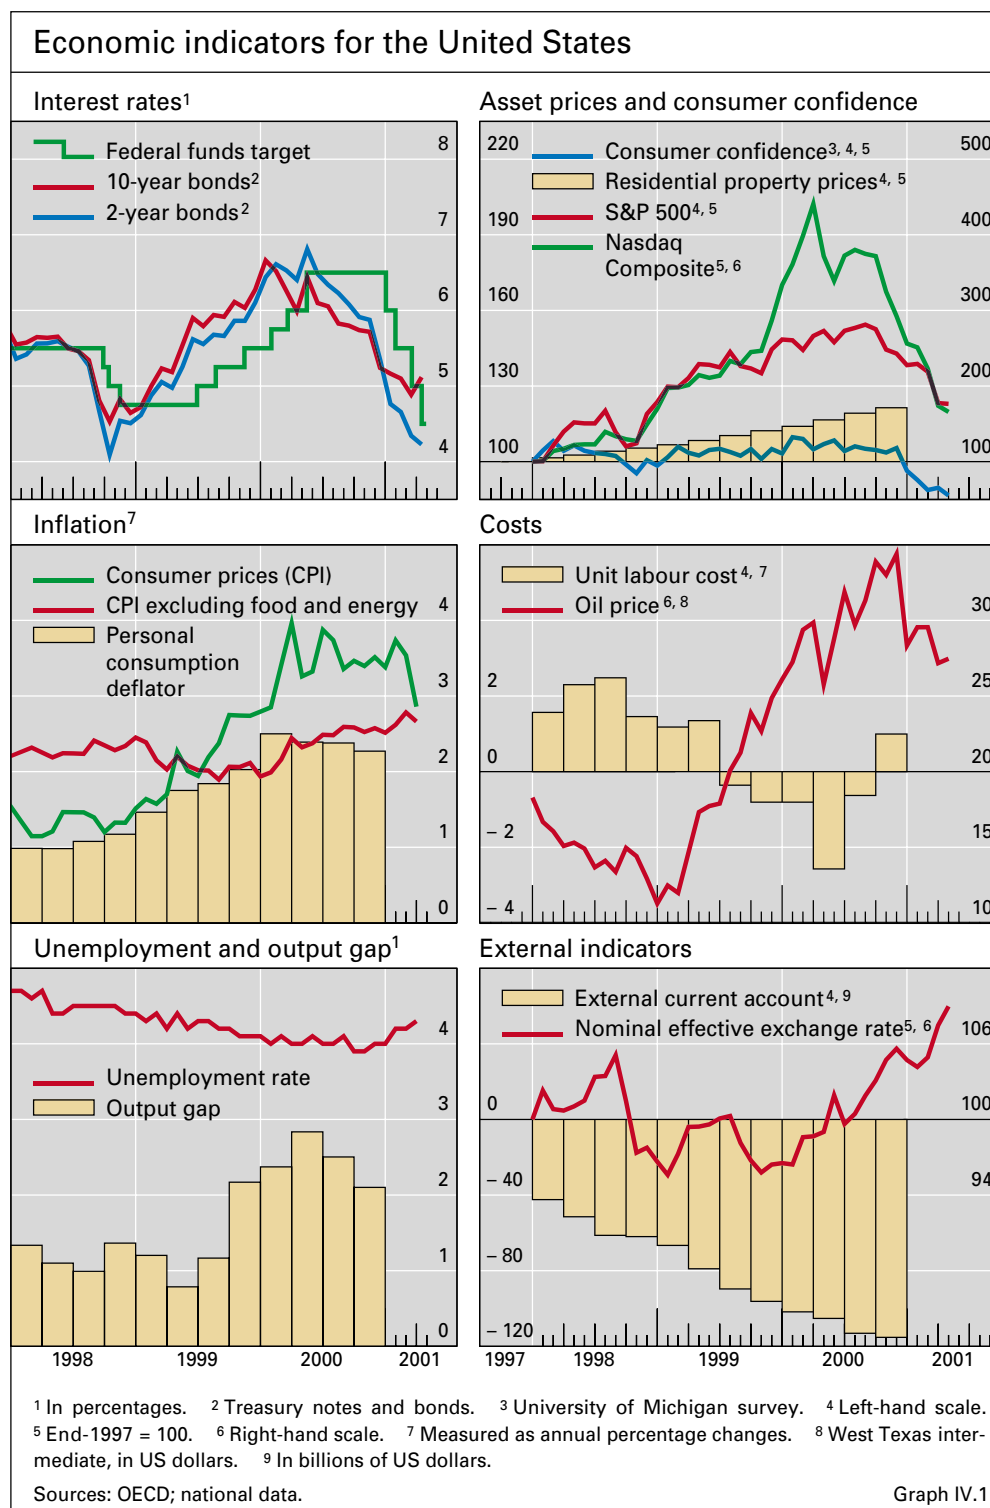 Economic indicators for the United States
Interest rates¹
Federal funds target
10-year bonds²
2-year bonds²
8
7
6
5
4
Asset prices and consumer confidence
Consumer confidence³, ⁴, ⁵
Residential property prices⁴, ⁵
S&P 500⁴, ⁵
Nasdaq
Composite⁵, ⁶
220
190
160
130
100
500
400
300
200
100
Inflation⁷
Consumer prices (CPI)
CPI excluding food and energy
Personal
consumption
deflator
4
3
2
1
0
Costs
Unit labour cost⁴, ⁷
Oil price⁶, ⁸
2
0
– 2
– 4
30
25
20
15
10
Unemployment and output gap¹
Unemployment rate
Output gap
4
3
2
1
0
1998 1999 2000 2001
External indicators
External current account⁴, ⁹
Nominal effective exchange rate⁵, ⁶
0
– 40
– 80
– 120
106
100
94
1997 1998 1999 2000 2001
¹ In percentages. ² Treasury notes and bonds. ³ University of Michigan survey. ⁴ Left-hand scale.
⁵ End-1997 = 100. ⁶ Right-hand scale. ⁷ Measured as annual percentage changes. ⁸ West Texas inter-
mediate, in US dollars. ⁹ In billions of US dollars.
Sources: OECD; national data. Graph IV.1